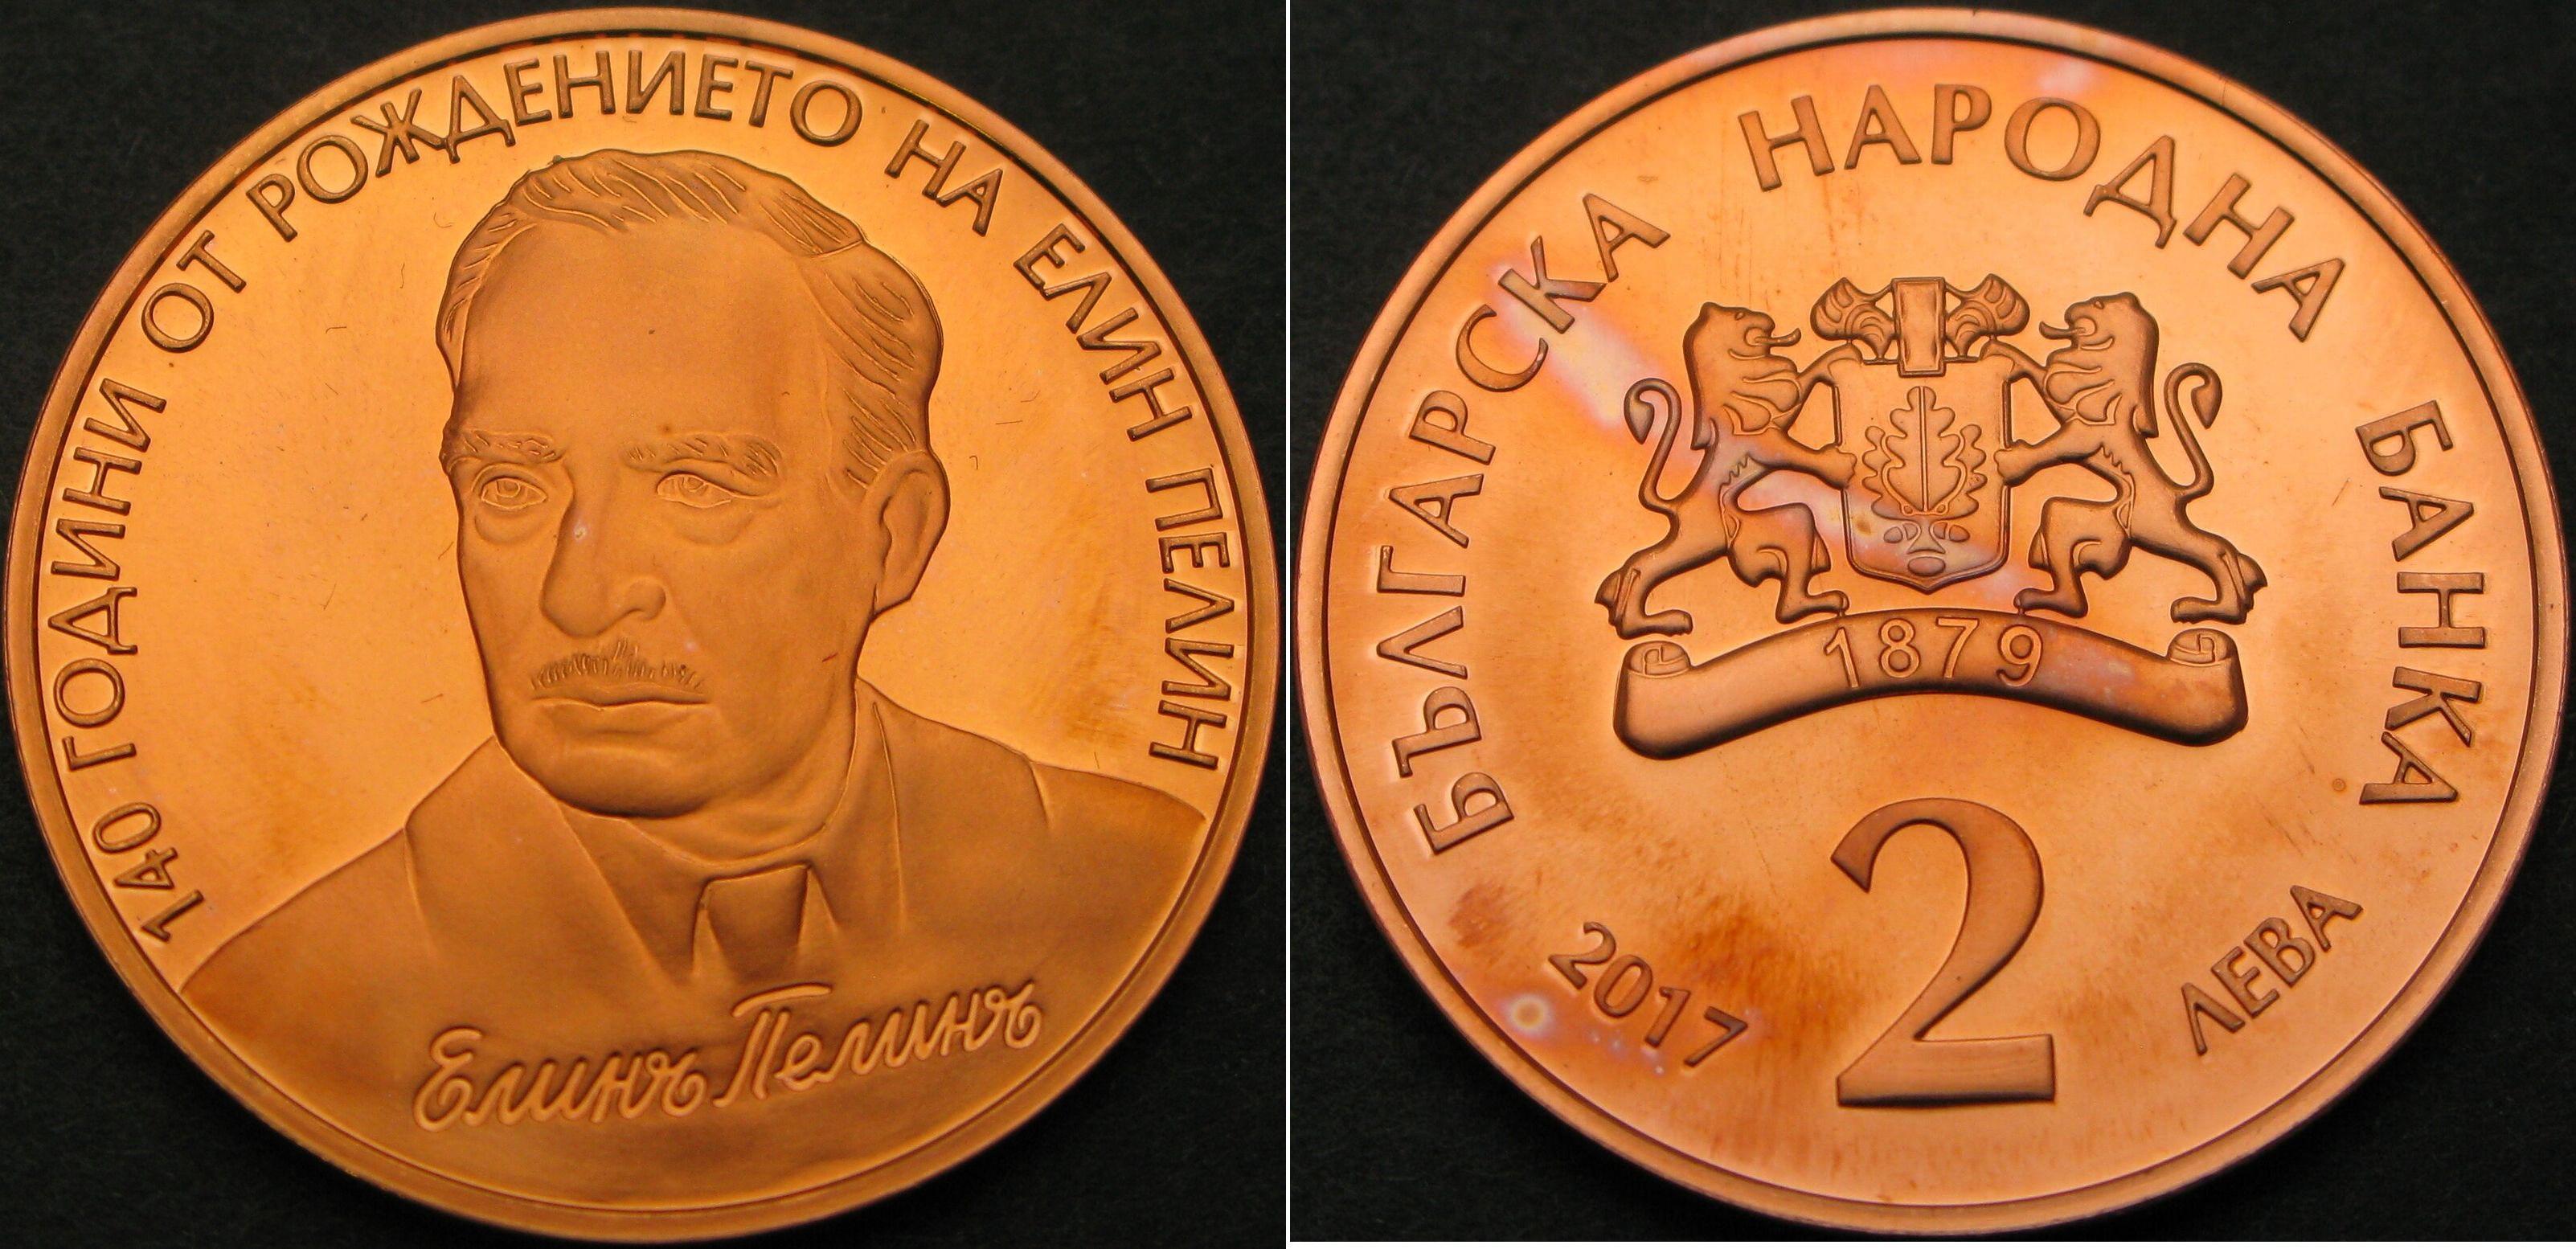 140 ГОДИНИ ОТ РОЖДЕНИЕТО НА ЕЛИН ПЕЛИН
Елинъ Пелинъ
БЪЛГАРСКА НАРОДНА БАНКА
1879
2017 2 ЛЕВА